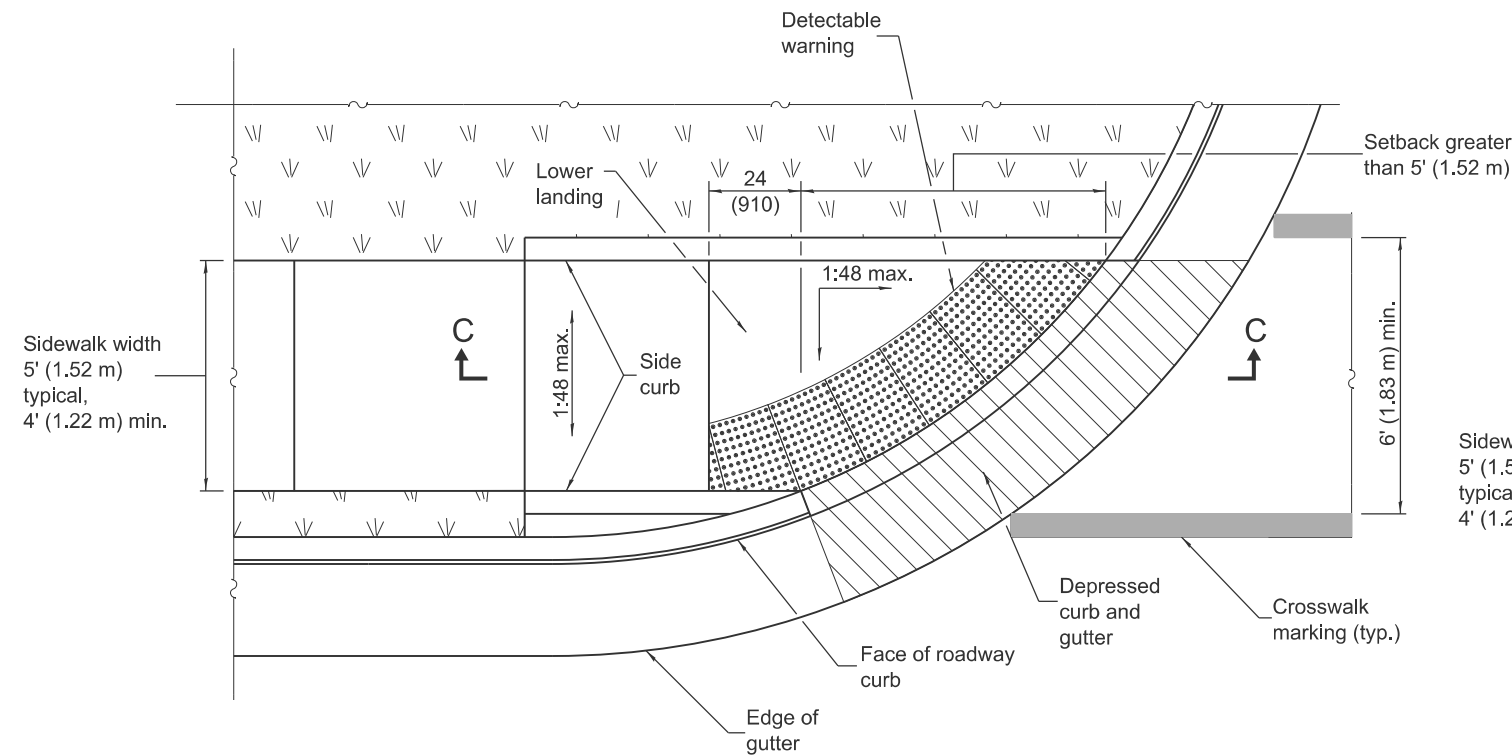 Detectable
warning
Setback greater
than 5' (1.52 m)
Lower
landing
24
(910)
1:48 max.
Sidewalk width
5' (1.52 m)
typical,
4' (1.22 m) min.
C
1:48 max.
Side
curb
C
6' (1.83 m) min.
5' (1.5
typica
4' (1.2
Depressed
curb and
gutter
Crosswalk
marking (typ.)
Face of roadway
curb
Edge of
gutter